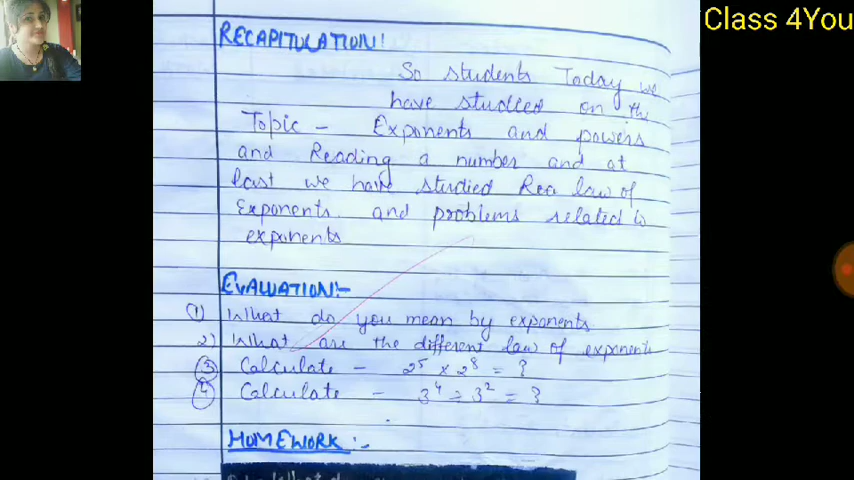 Class 4You
RECAPITULATION:
So students Today we
have studied on the
Topic - Exponents and powers
and Reading a number and at
last we have studied law of
Exponents and problems related to
exponents
EVALUATION:-
1) What do you mean by exponents
2) What are the different law of exponents
3) Calculate - 2⁵ × 2⁸ = ?
4) Calculate - 3⁴ ÷ 3² = ?
HOMEWORK :-